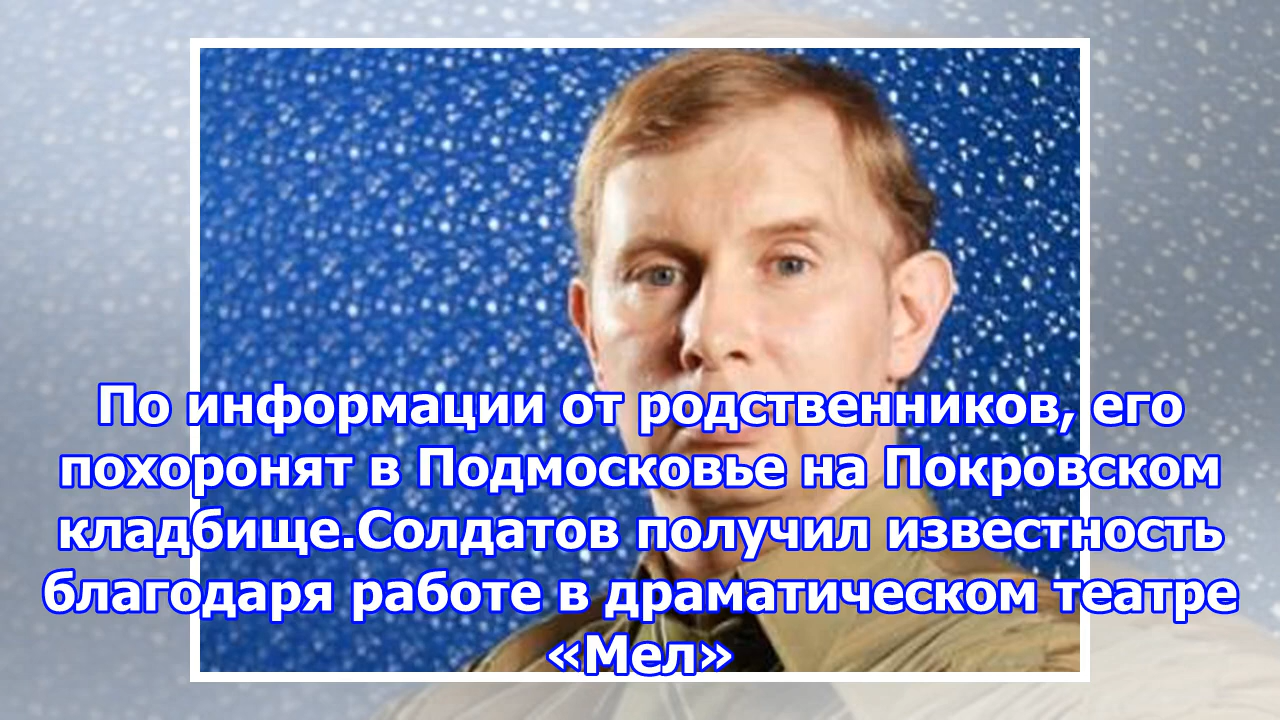 По информации от родственников, его
похоронят в Подмосковье на Покровском
кладбище.Солдатов получил известность
благодаря работе в драматическом театре
«Мел»